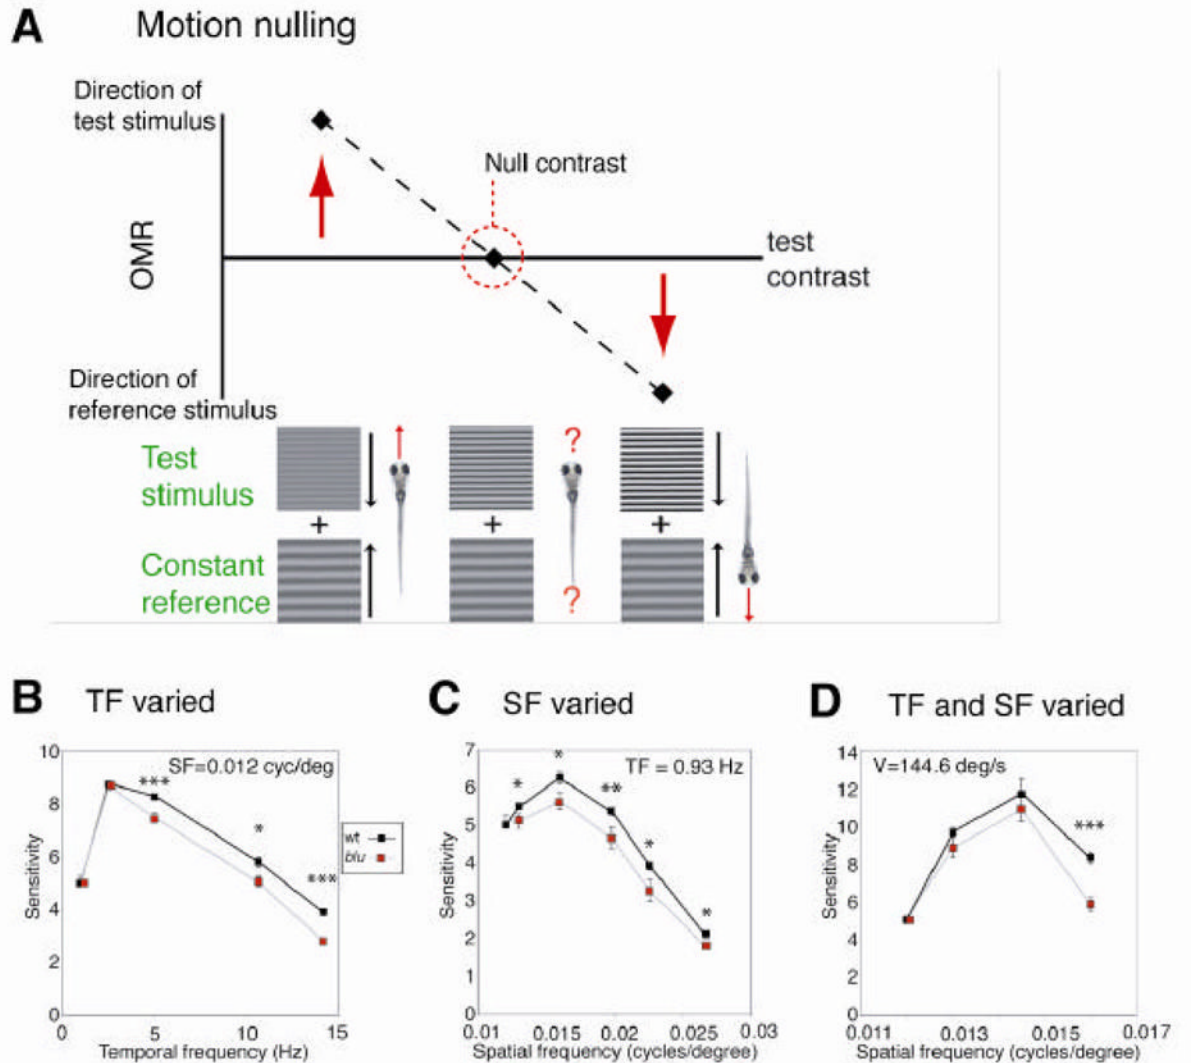 A Motion nulling
Direction of
test stimulus
Null contrast
OMR
test
contrast
Direction of
reference stimulus
Test
stimulus
?
+ + +
Constant
reference
?
B TF varied
10
8
6
4
2
0
0 5 10 15
SF=0.012 cyc/deg
***
*
***
wt
blu
Sensitivity
Temporal frequency (Hz)
C SF varied
7
6
5
4
3
2
1
0
0.01 0.015 0.02 0.025 0.03
TF = 0.93 Hz
*
*
**
*
*
Sensitivity
Spatial frequency (cycles/degree)
D TF and SF varied
14
12
10
8
6
4
2
0
0.011 0.013 0.015 0.017
V=144.6 deg/s
***
Sensitivity
Spatial frequency (cycles/degree)